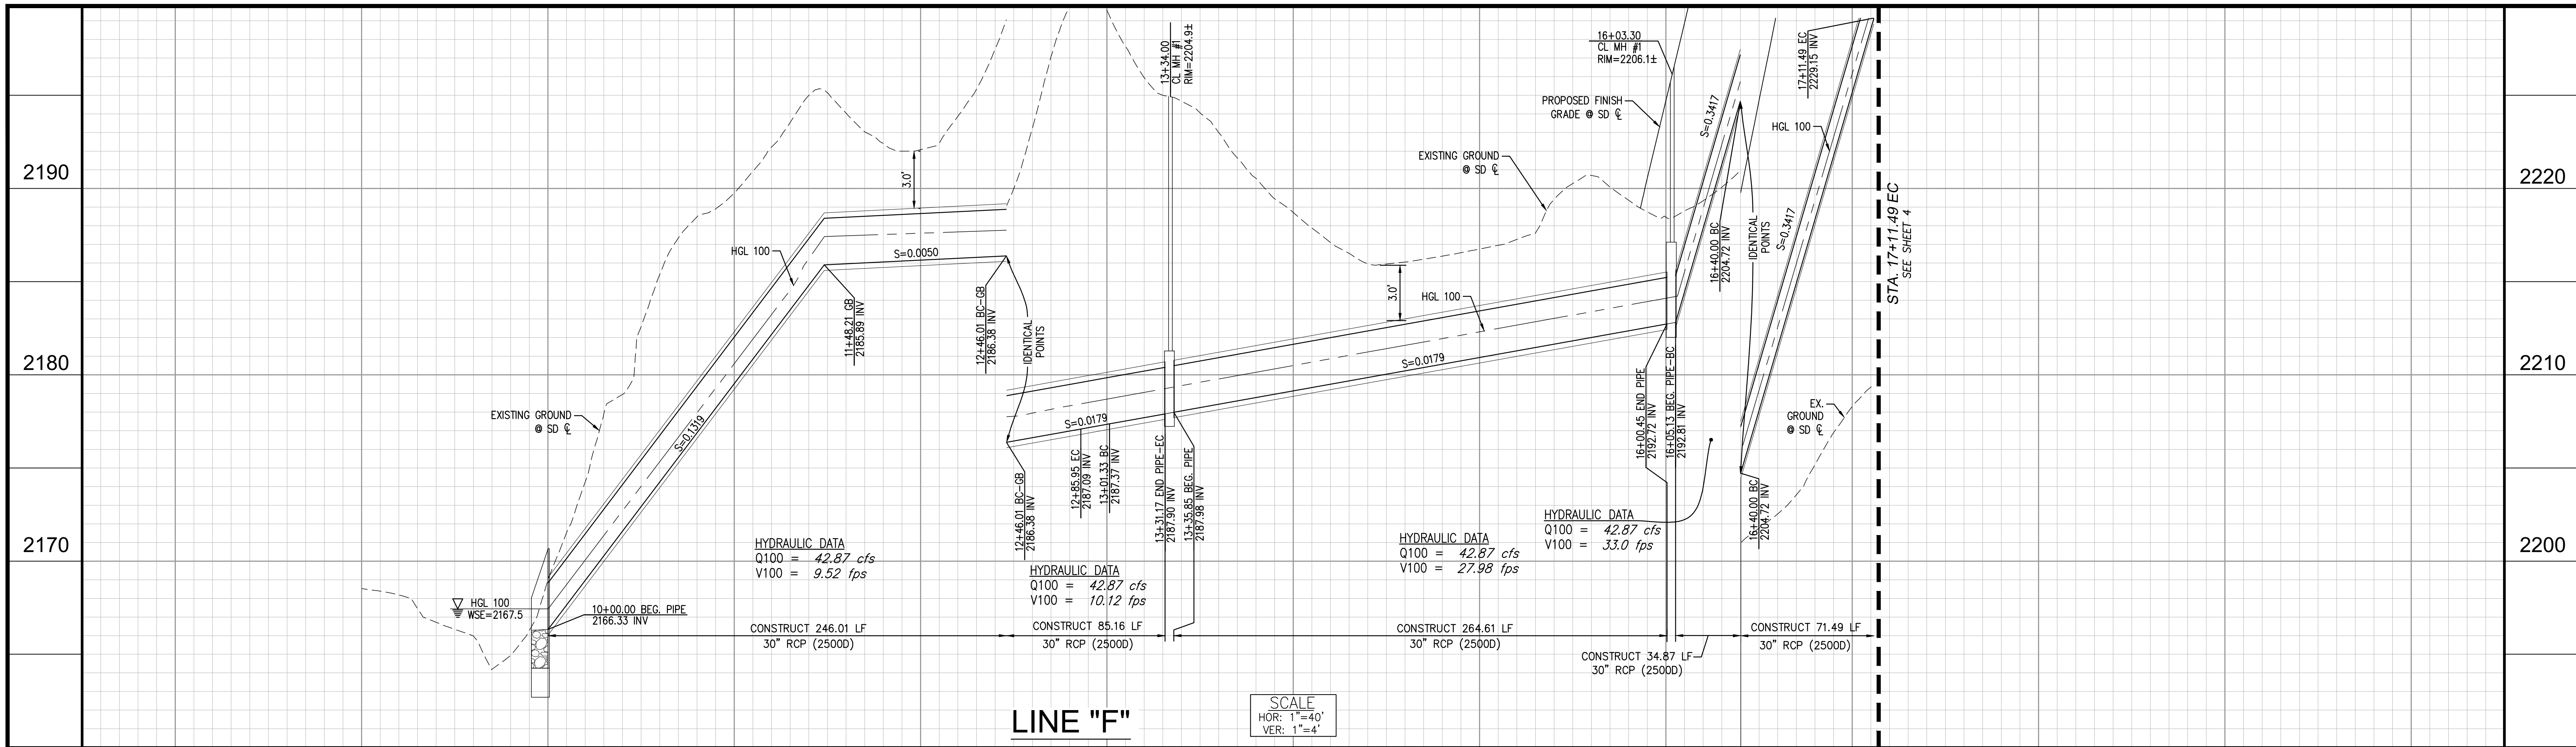 2190
2180
2170
2220
2210
2200
13+34.00
CL MH #1
RIM=2204.9±
16+03.30
CL MH #1
RIM=2206.1±
17+11.49 EC
2229.15 INV
PROPOSED FINISH
GRADE @ SD ℄
HGL 100
S=0.3417
EXISTING GROUND
@ SD ℄
3.0'
HGL 100
S=0.0050
11+48.21 GB
2185.89 INV
12+46.01 BC-GB
2186.38 INV
IDENTICAL
POINTS
3.0'
HGL 100
16+40.00 BC
2204.72 INV
IDENTICAL
POINTS
S=0.3417
STA. 17+11.49 EC
SEE SHEET 4
EXISTING GROUND
@ SD ℄
S=0.1319
S=0.0179
S=0.0179
12+46.01 BC-GB
2186.38 INV
12+85.95 EC
2187.09 INV
13+01.33 BC
2187.37 INV
13+31.17 END PIPE-EC
2187.90 INV
13+35.85 BEG. PIPE
2187.98 INV
16+00.45 END PIPE
2192.72 INV
16+05.13 BEG. PIPE-BC
2192.81 INV
16+40.00 BC
2204.72 INV
EX.
GROUND
@ SD ℄
HYDRAULIC DATA
Q100 = 42.87 cfs
V100 = 9.52 fps
HYDRAULIC DATA
Q100 = 42.87 cfs
V100 = 10.12 fps
HYDRAULIC DATA
Q100 = 42.87 cfs
V100 = 27.98 fps
HYDRAULIC DATA
Q100 = 42.87 cfs
V100 = 33.0 fps
HGL 100
WSE=2167.5
10+00.00 BEG. PIPE
2166.33 INV
CONSTRUCT 246.01 LF
30" RCP (2500D)
CONSTRUCT 85.16 LF
30" RCP (2500D)
CONSTRUCT 264.61 LF
30" RCP (2500D)
CONSTRUCT 34.87 LF
30" RCP (2500D)
CONSTRUCT 71.49 LF
30" RCP (2500D)
LINE "F"
SCALE
HOR: 1"=40'
VER: 1"=4'